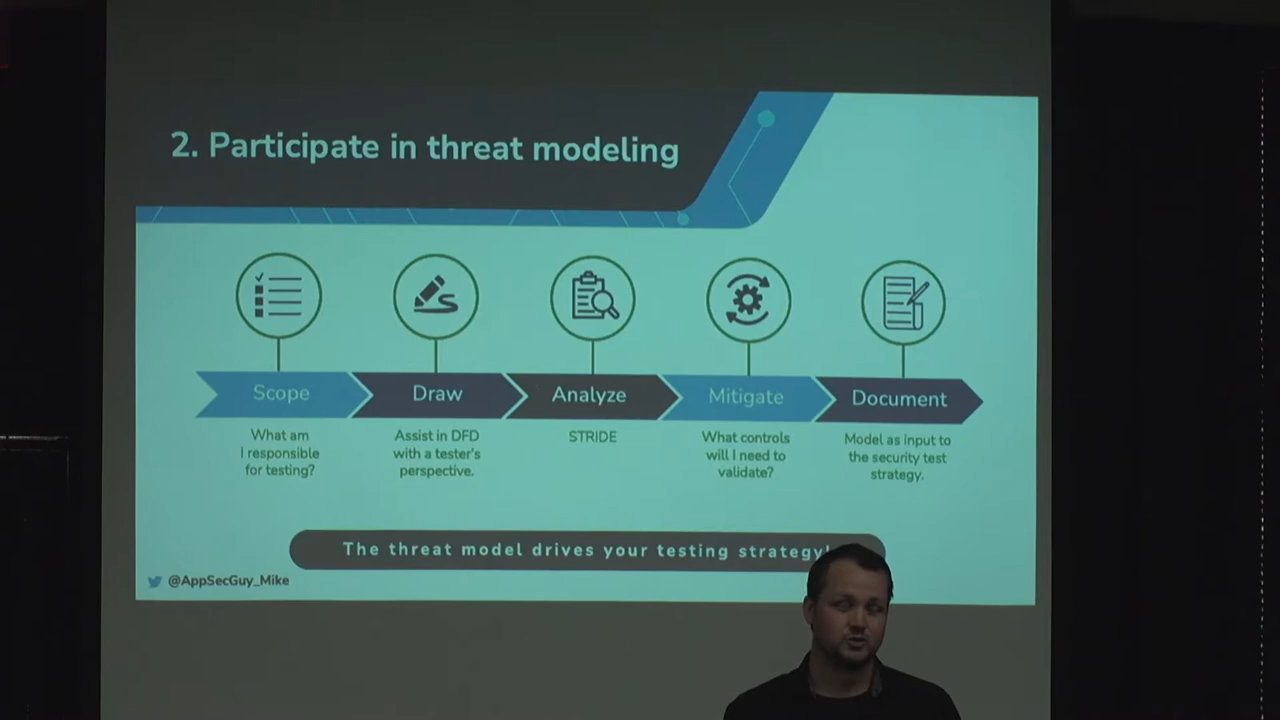 2. Participate in threat modeling
Scope
Draw
Analyze
Mitigate
Document
What am
I responsible
for testing?
Assist in DFD
with a tester's
perspective.
STRIDE
What controls
will I need to
validate?
Model as input to
the security test
strategy.
The threat model drives your testing strategy!
@AppSecGuy_Mike